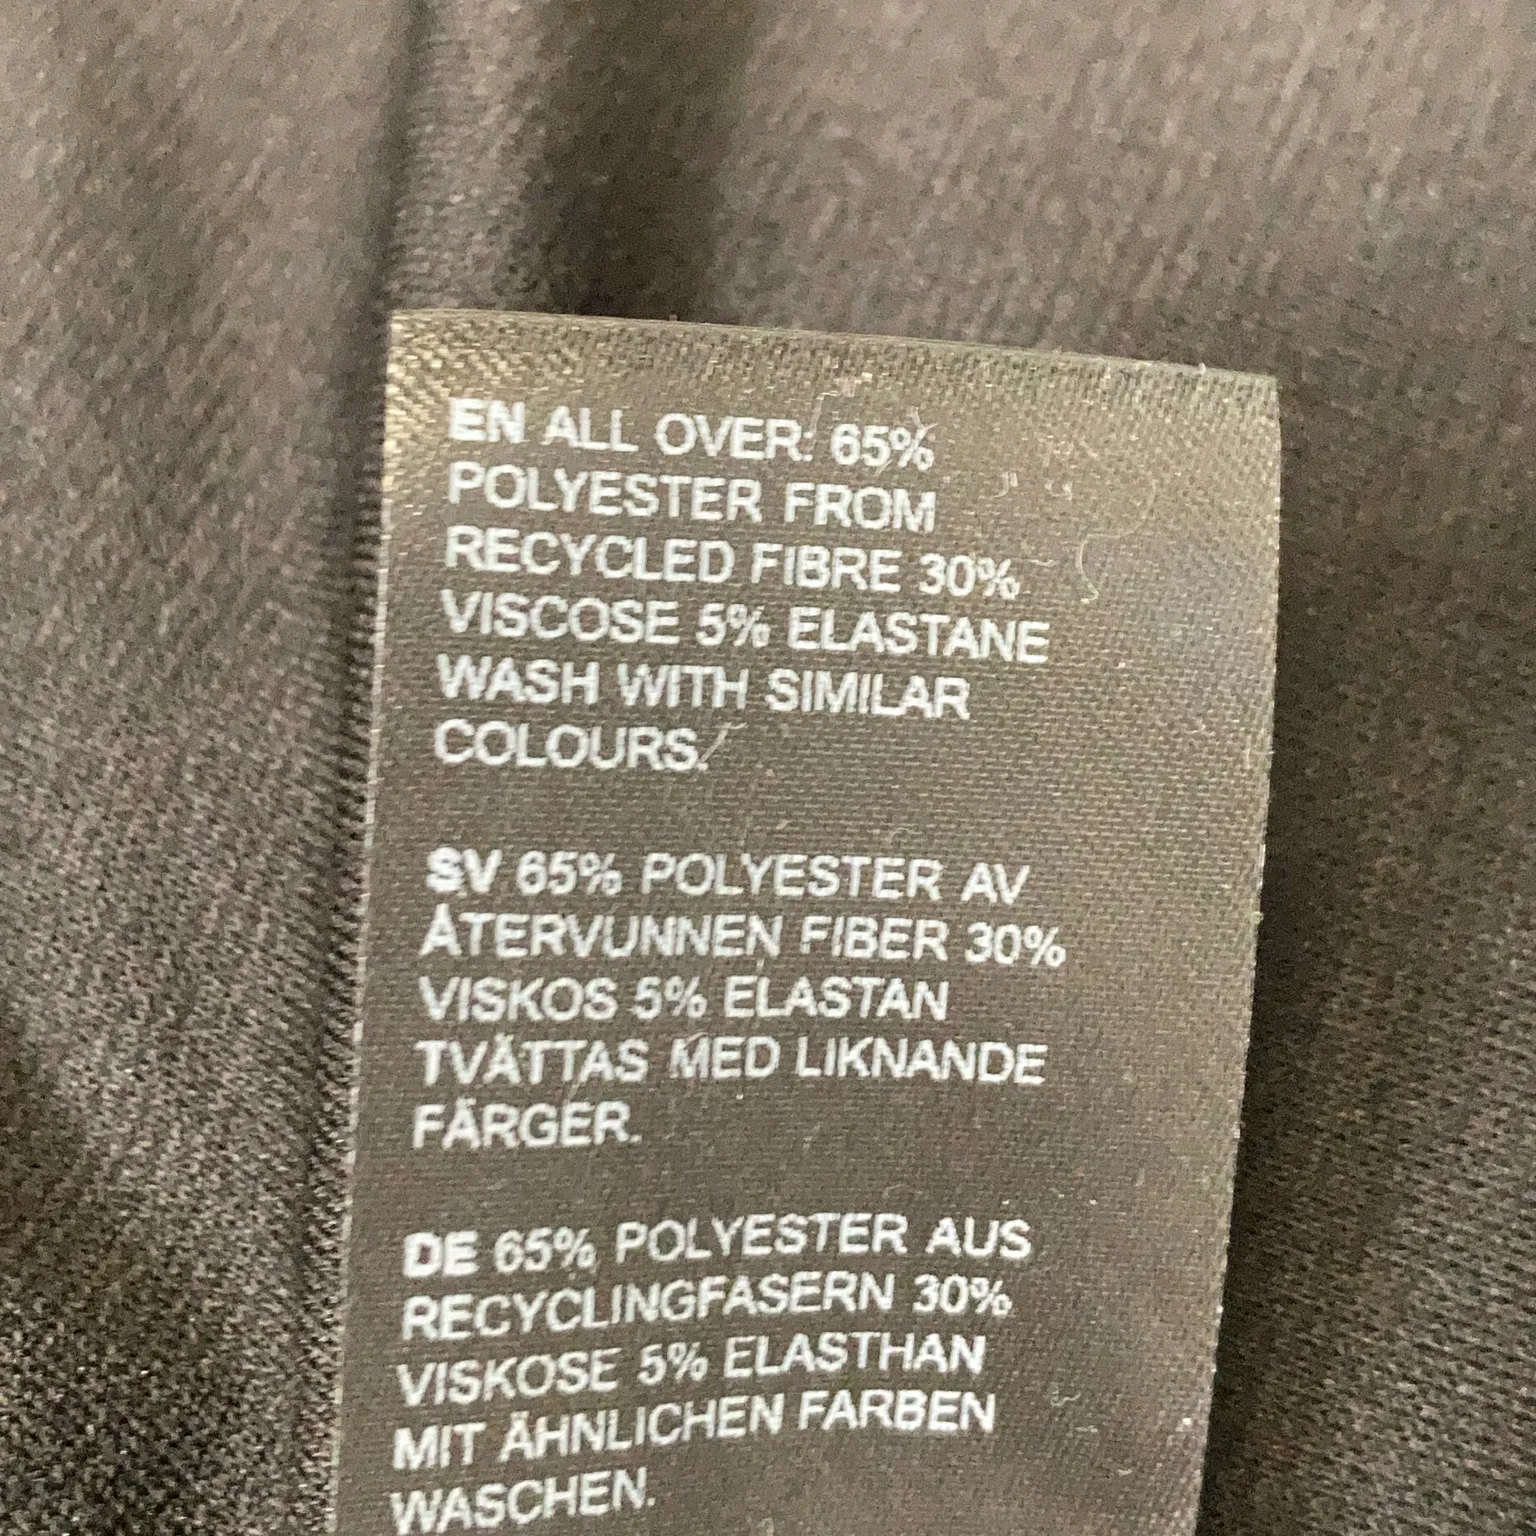 EN ALL OVER: 65%
POLYESTER FROM
RECYCLED FIBRE 30%
VISCOSE 5% ELASTANE
WASH WITH SIMILAR
COLOURS.
SV 65% POLYESTER AV
ÅTERVUNNEN FIBER 30%
VISKOS 5% ELASTAN
TVÄTTAS MED LIKNANDE
FÄRGER.
DE 65% POLYESTER AUS
RECYCLINGFASERN 30%
VISKOSE 5% ELASTHAN
MIT ÄHNLICHEN FARBEN
WASCHEN.